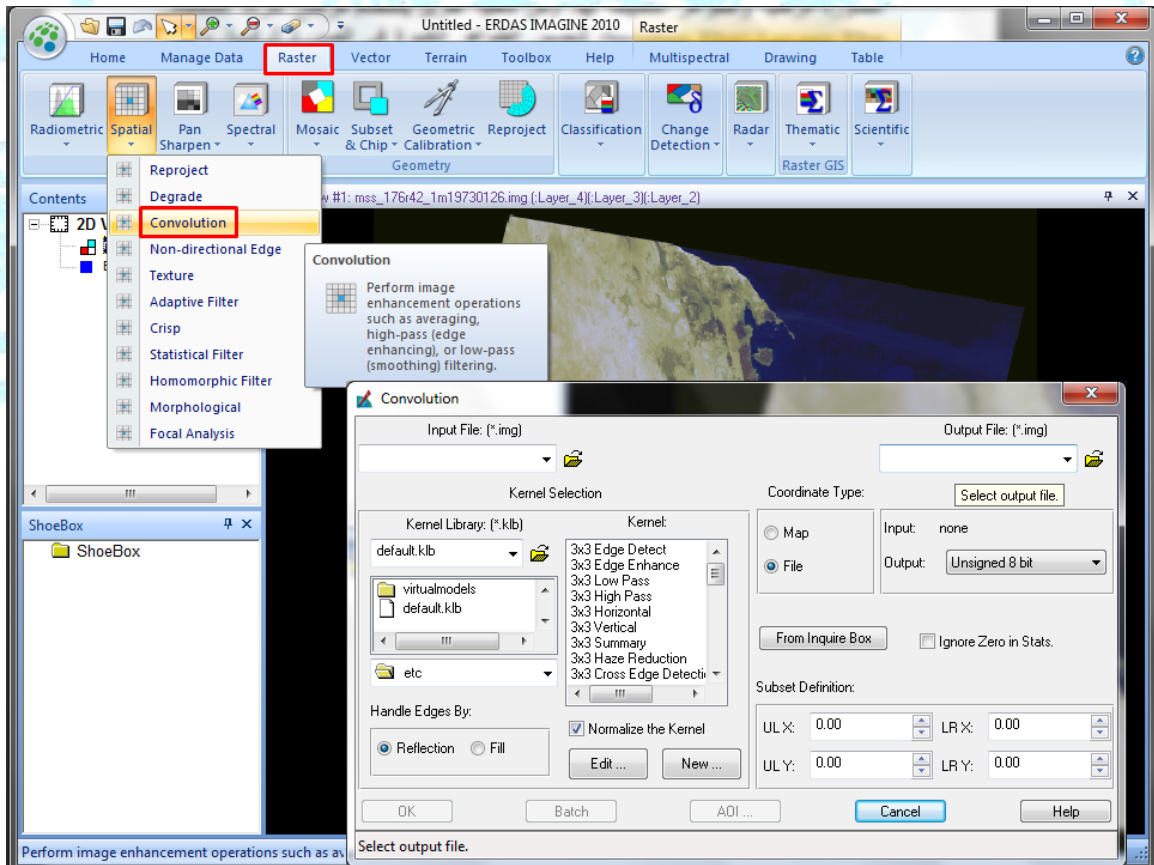 Untitled - ERDAS IMAGINE 2010 Raster
Home Manage Data Raster Vector Terrain Toolbox Help Multispectral Drawing Table
Radiometric Spatial Pan Sharpen Spectral Mosaic Subset & Chip Geometric Calibration Reproject Classification Change Detection Radar Thematic Scientific
Geometry Raster GIS
Contents
#1: mss_176r42_1m19730126.img (:Layer_4)(:Layer_3)(:Layer_2)
2D
Reproject
Degrade
Convolution
Non-directional Edge
Texture
Adaptive Filter
Crisp
Statistical Filter
Homomorphic Filter
Morphological
Focal Analysis
Convolution
Perform image
enhancement operations
such as averaging,
high-pass (edge
enhancing), or low-pass
(smoothing) filtering.
ShoeBox
ShoeBox
Convolution
Input File: (*.img)
Output File: (*.img)
Kernel Selection
Coordinate Type:
Select output file.
Kernel Library: (*.klb)
Kernel:
default.klb
virtualmodels
default.klb
etc
3x3 Edge Detect
3x3 Edge Enhance
3x3 Low Pass
3x3 High Pass
3x3 Horizontal
3x3 Vertical
3x3 Summary
3x3 Haze Reduction
3x3 Cross Edge Detecti
Map
File
Input: none
Output: Unsigned 8 bit
From Inquire Box
Ignore Zero in Stats.
Handle Edges By:
Reflection Fill
Normalize the Kernel
Edit ... New ...
Subset Definition:
UL X: 0.00 LR X: 0.00
UL Y: 0.00 LR Y: 0.00
OK Batch AOI ... Cancel Help
Select output file.
Perform image enhancement operations such as av